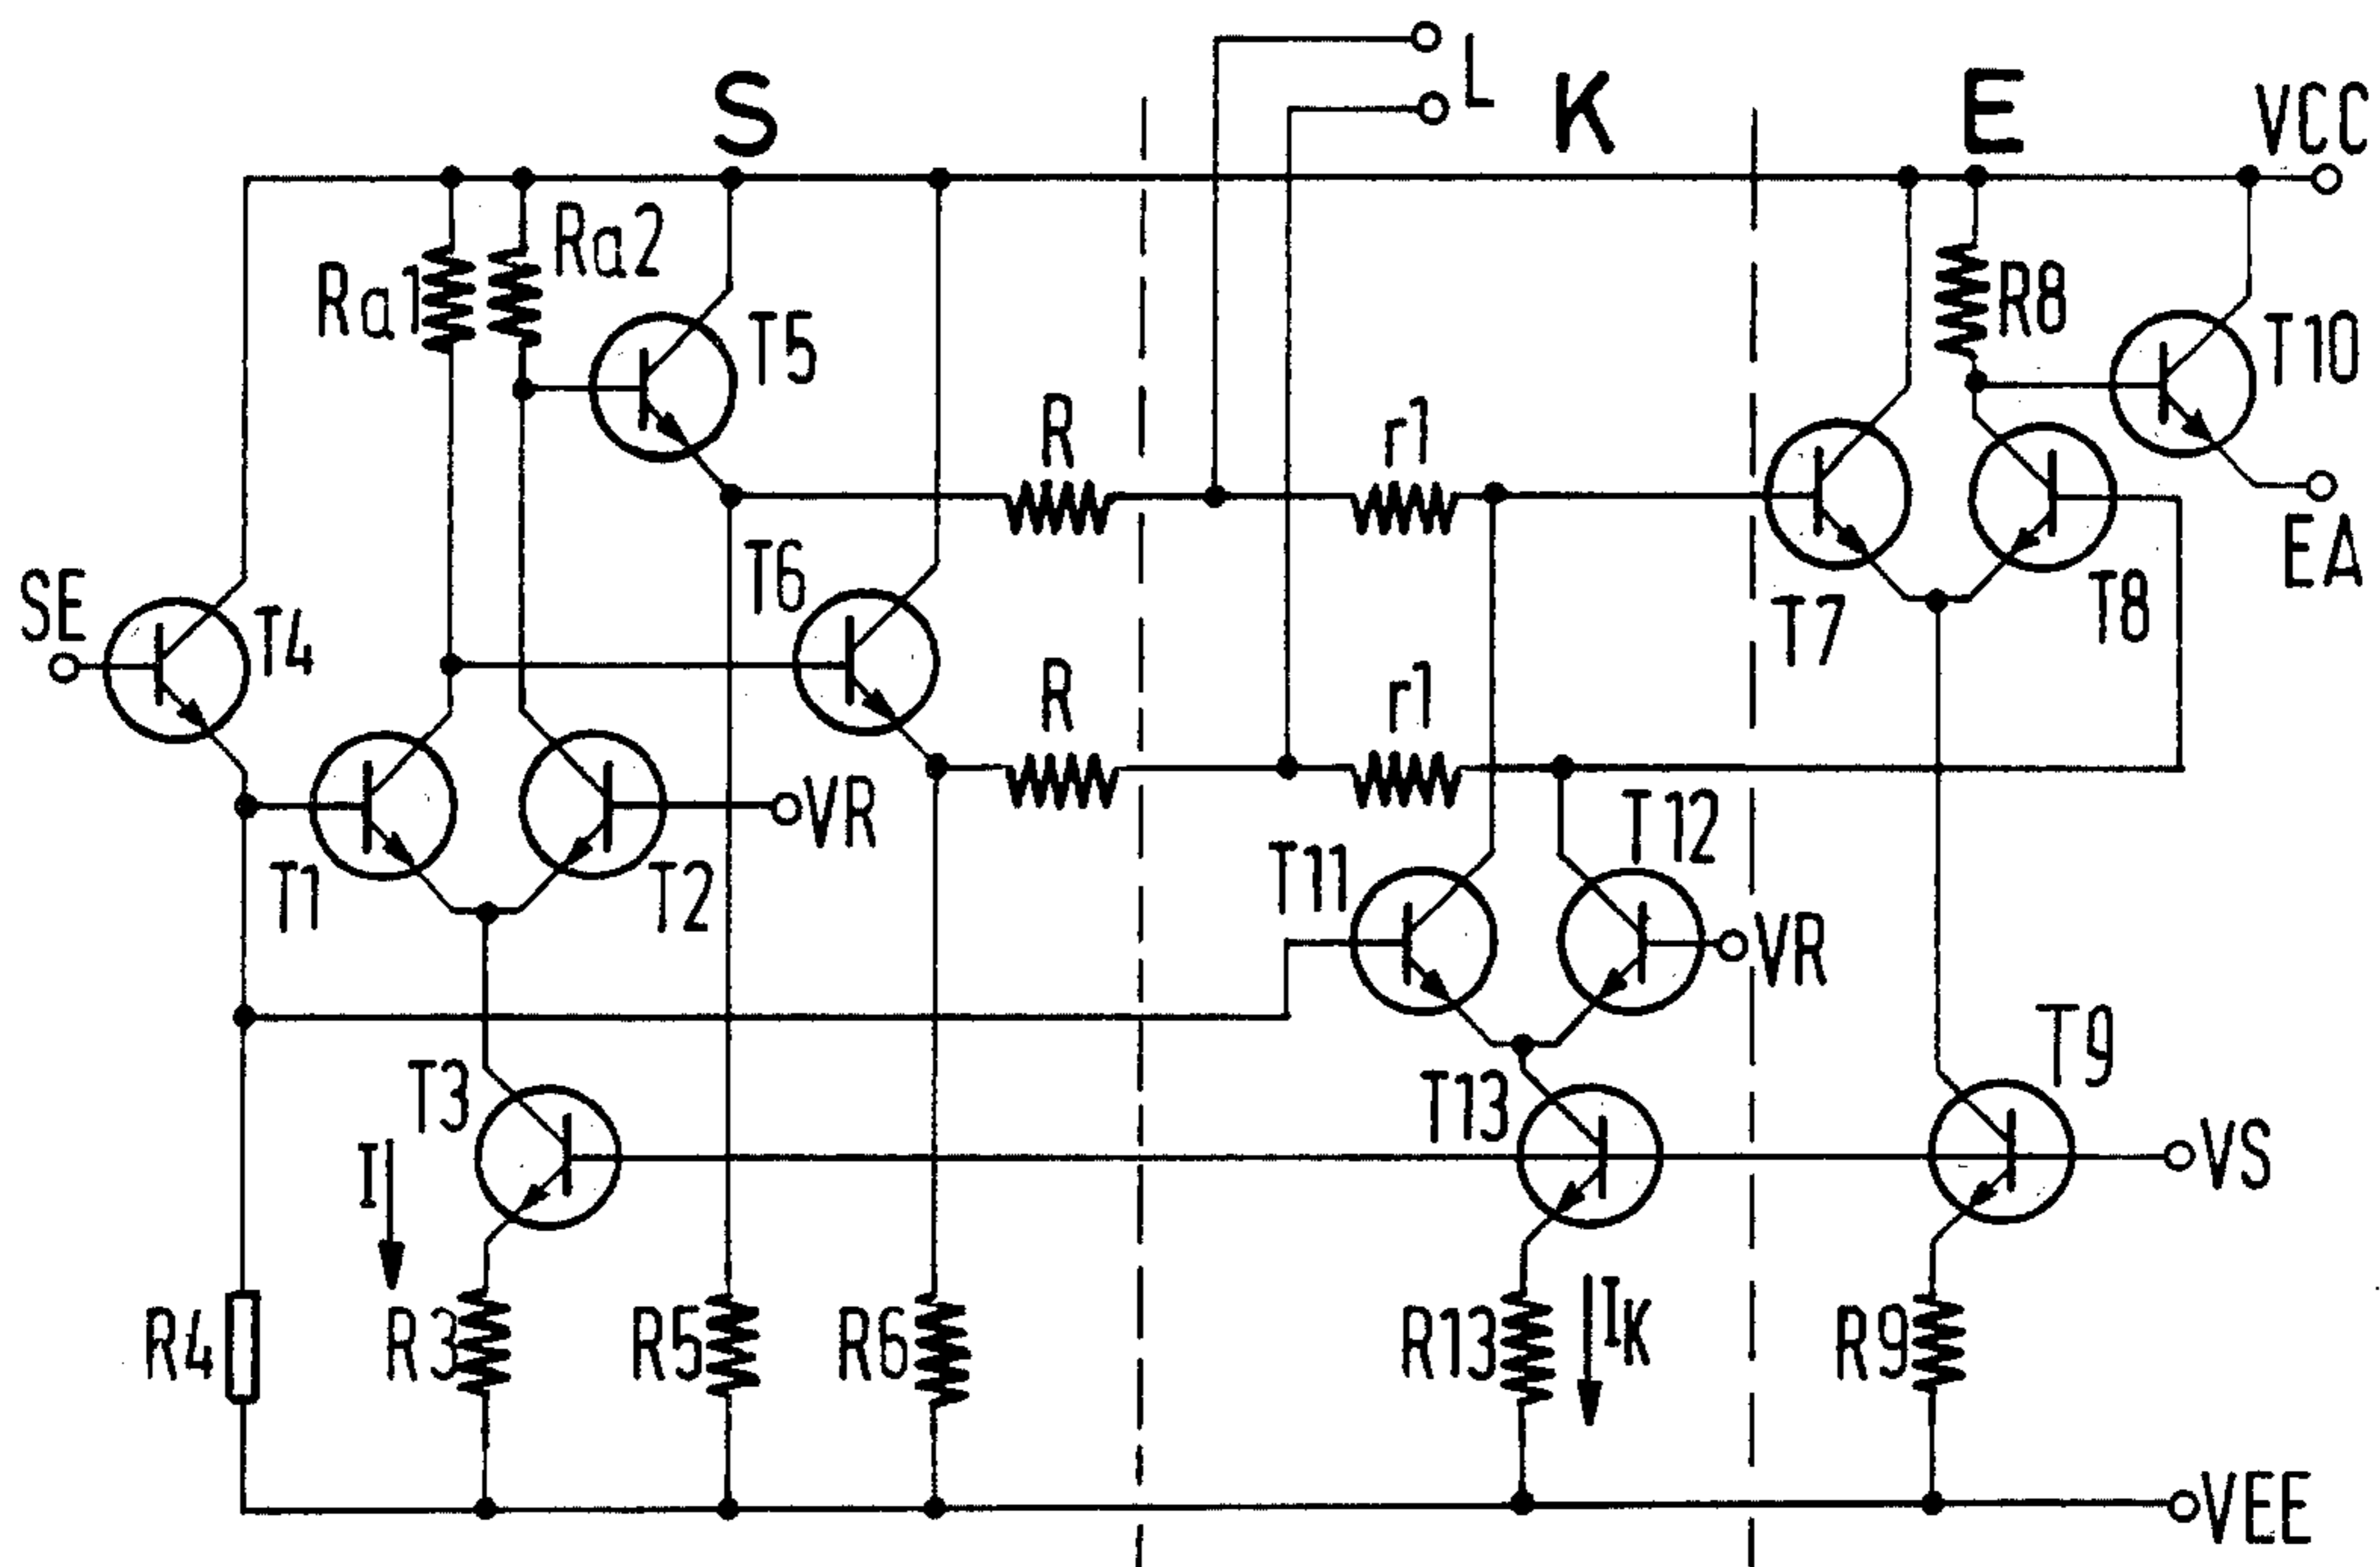 S
L
K
E
VCC
Ra1
Ra2
T5
R8
T10
R
r1
EA
SE
T4
T6
T7
T8
R
r1
VR
T1
T2
T11
T12
VR
T3
T13
T9
I
VS
R4
R3
R5
R6
R13
IK
R9
VEE